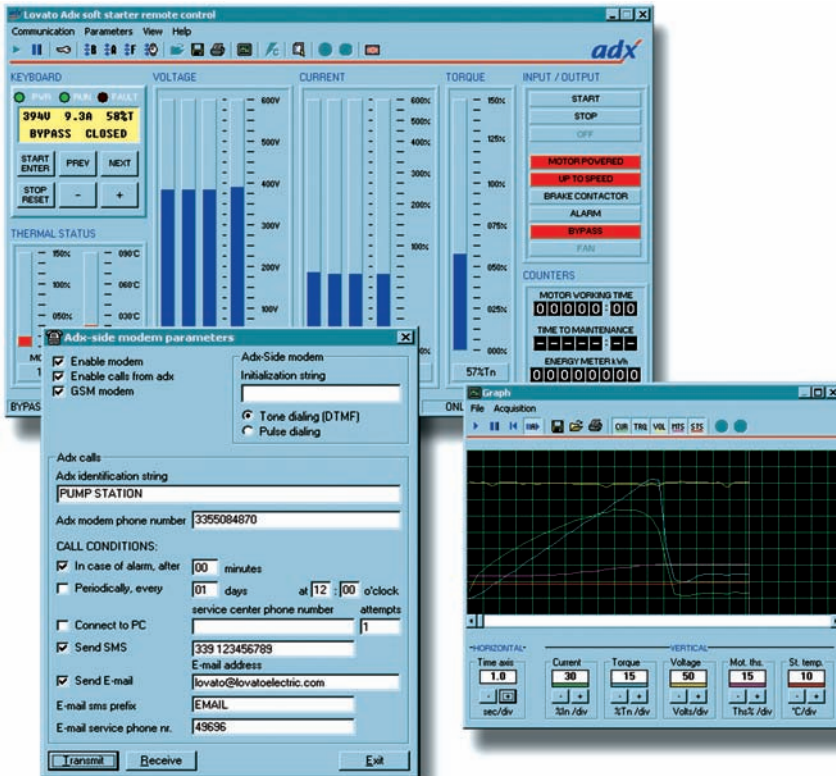 Lovato Adx soft starter remote control
Communication Parameters View Help
adx
KEYBOARD
PWR RUN FAULT
394V 9.3A 58%T
BYPASS CLOSED
START ENTER PREV NEXT
STOP RESET - +
VOLTAGE
600V
500V
400V
300V
200V
100V
CURRENT
600%
500%
400%
300%
200%
100%
TORQUE
150%
125%
100%
075%
050%
025%
000%
57%Tn
INPUT / OUTPUT
START
STOP
OFF
MOTOR POWERED
UP TO SPEED
BRAKE CONTACTOR
ALARM
BYPASS
FAN
COUNTERS
MOTOR WORKING TIME
00000:00
TIME TO MAINTENANCE
-----:--
ENERGY METER kWh
00000000
THERMAL STATUS
150% 090°C
100% 060°C
050% 030°C
Adx-side modem parameters
Enable modem
Enable calls from adx
GSM modem
Adx-Side modem
Initialization string
Tone dialing (DTMF)
Pulse dialing
Adx calls
Adx identification string
PUMP STATION
Adx modem phone number 3355084870
CALL CONDITIONS:
In case of alarm, after 00 minutes
Periodically, every 01 days at 12 : 00 o'clock
service center phone number attempts
Connect to PC 1
Send SMS 339 123456789
E-mail address
Send E-mail lovato@lovatoelectric.com
E-mail sms prefix EMAIL
E-mail service phone nr. 49696
Transmit Receive Exit
Graph
File Acquisition
CUR TRQ VOL MTS STS
HORIZONTAL VERTICAL
Time axis Current Torque Voltage Mot. ths. St. temp.
1.0 30 15 50 15 10
- + - + - + - + - + - +
sec/div %In /div %Tn /div Volts/div Ths% /div °C/div